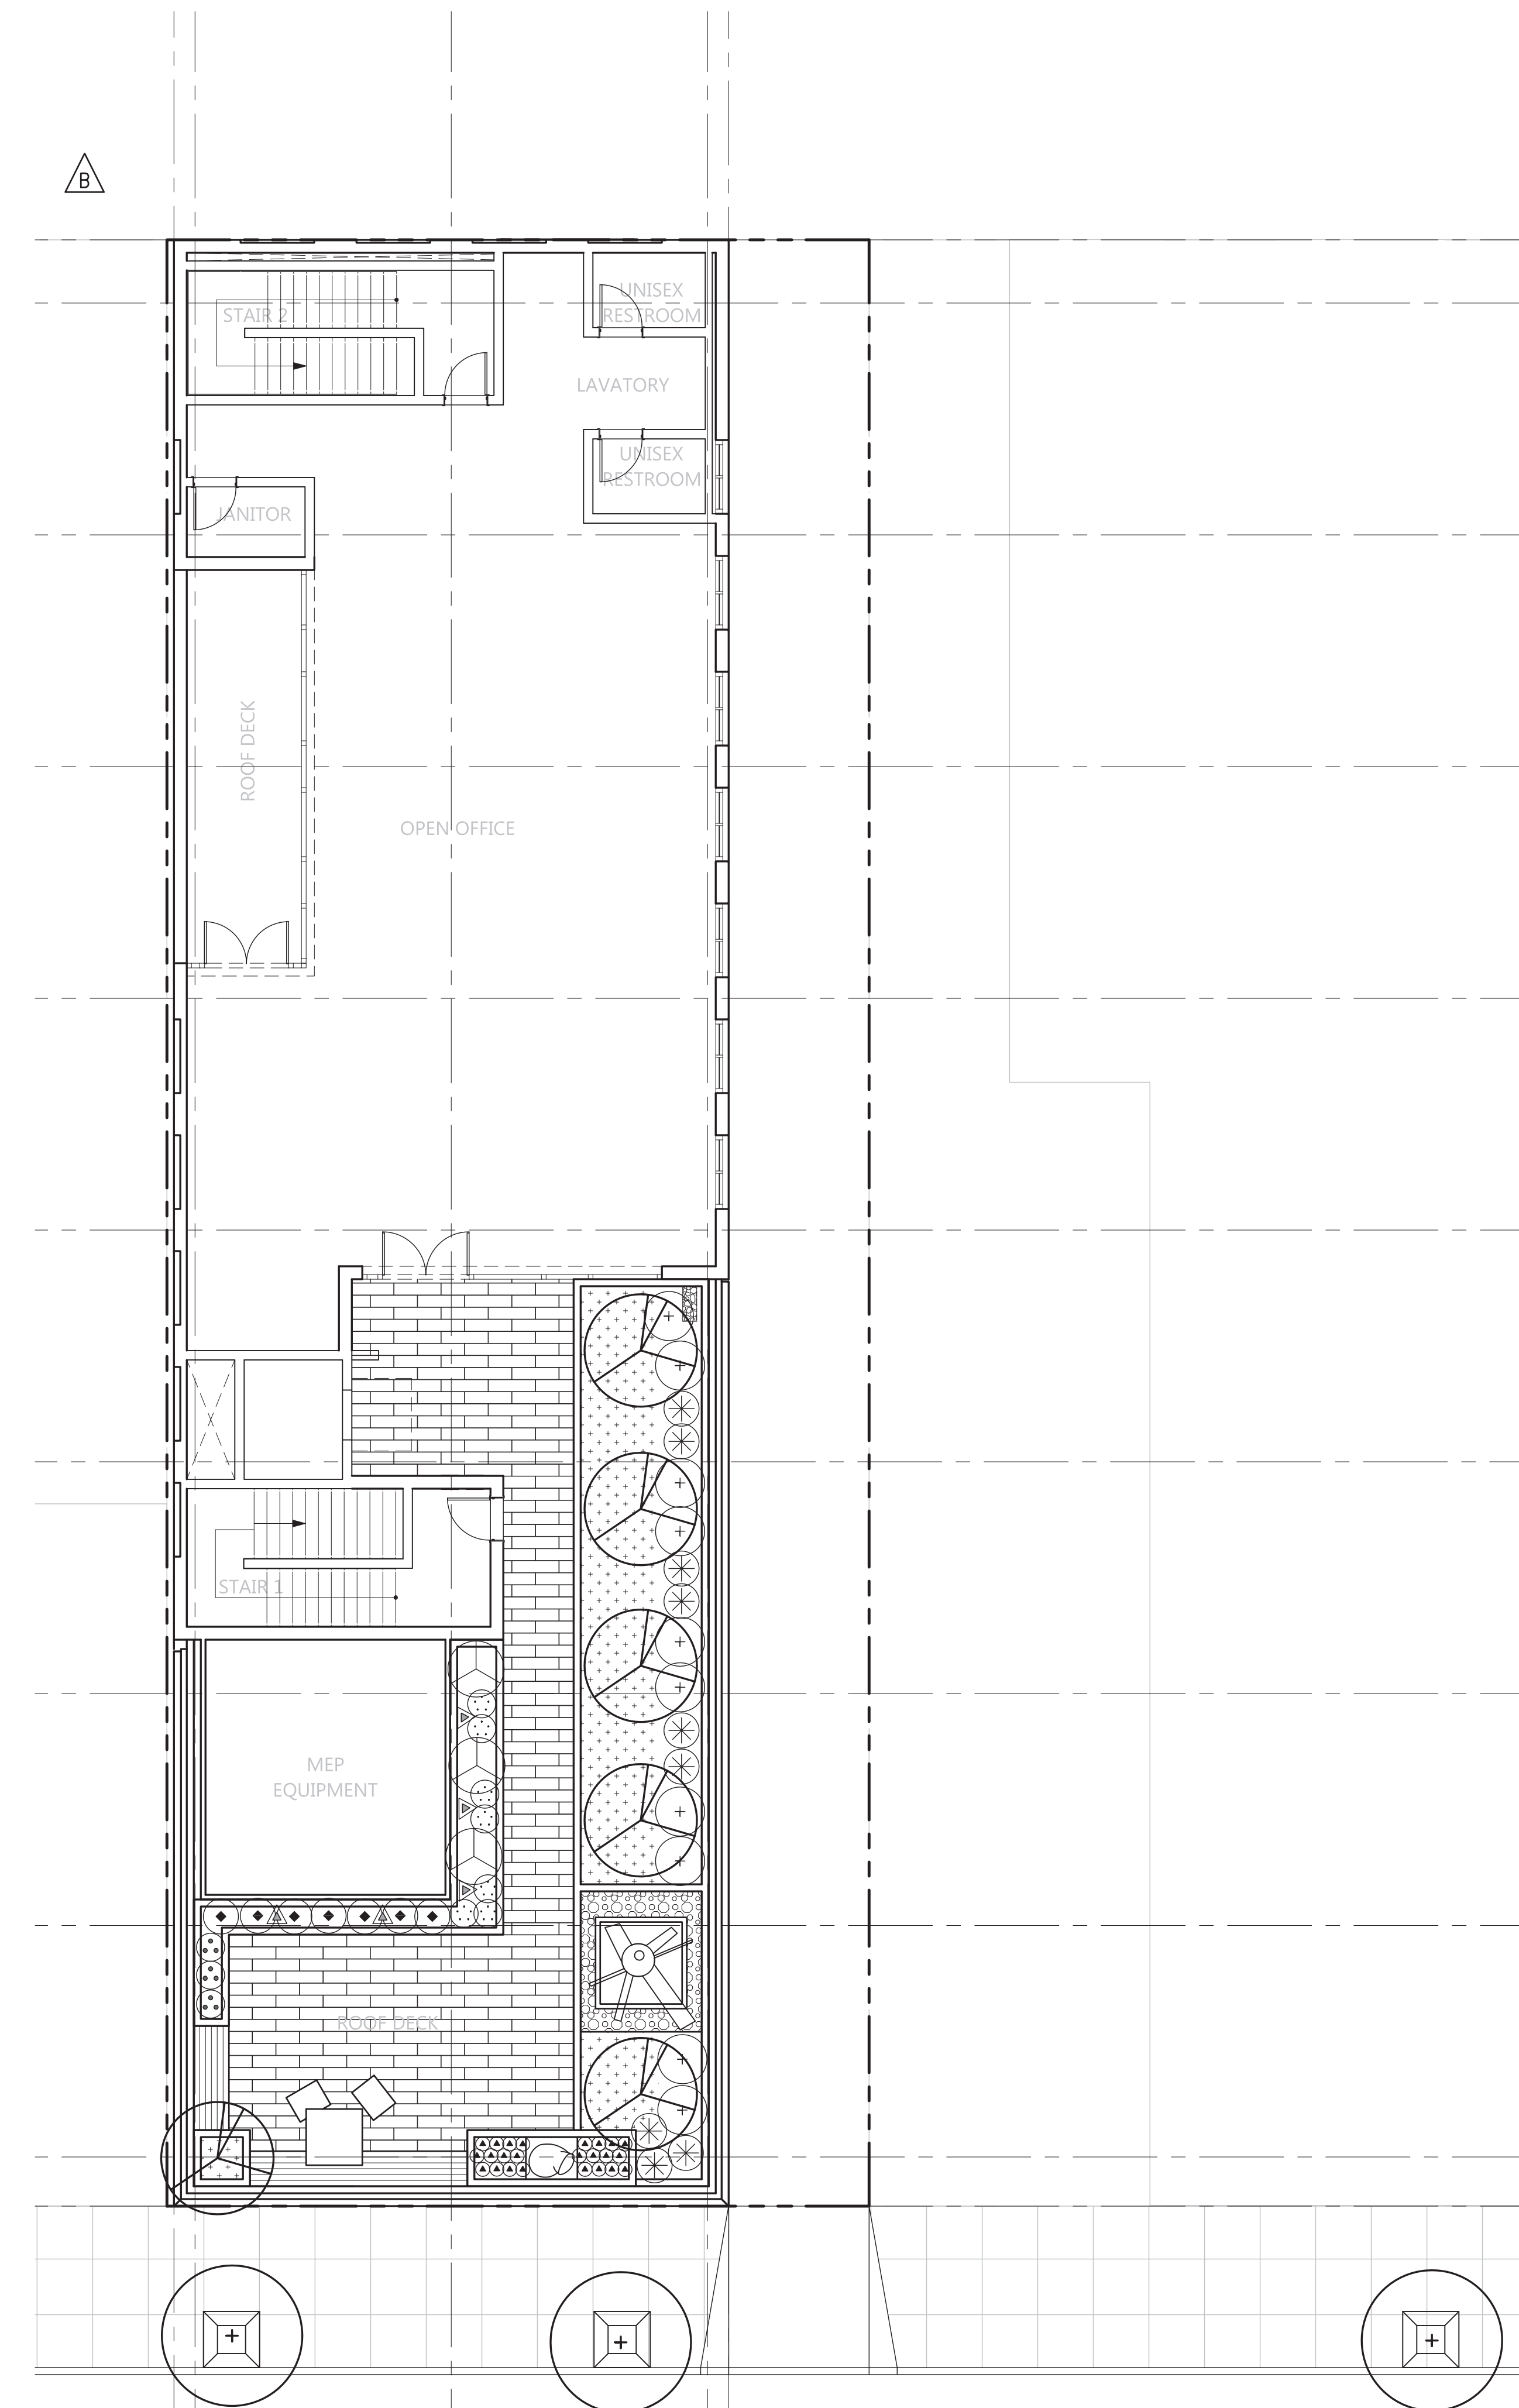 B
UNISEX
RESTROOM
STAIR 2
LAVATORY
UNISEX
RESTROOM
JANITOR
ROOF DECK
OPEN OFFICE
STAIR 1
MEP
EQUIPMENT
ROOF DECK